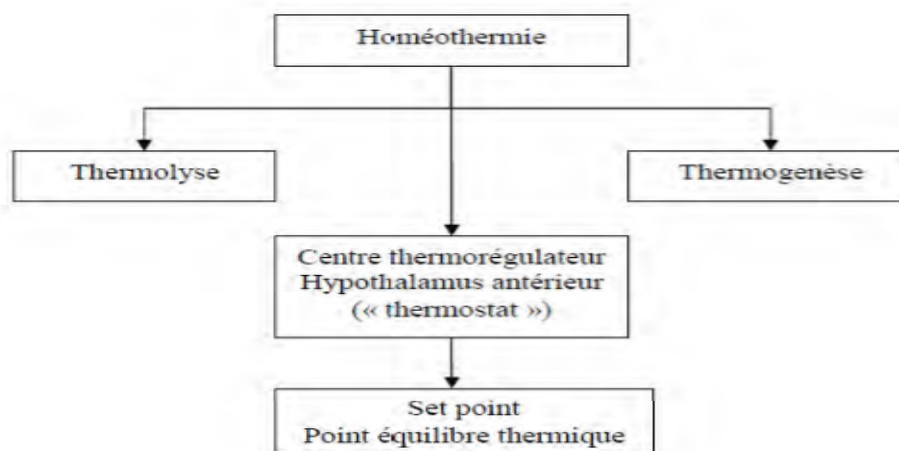 Homéothermie
Thermolyse
Thermogenèse
Centre thermorégulateur
Hypothalamus antérieur
(« thermostat »)
Set point
Point équilibre thermique